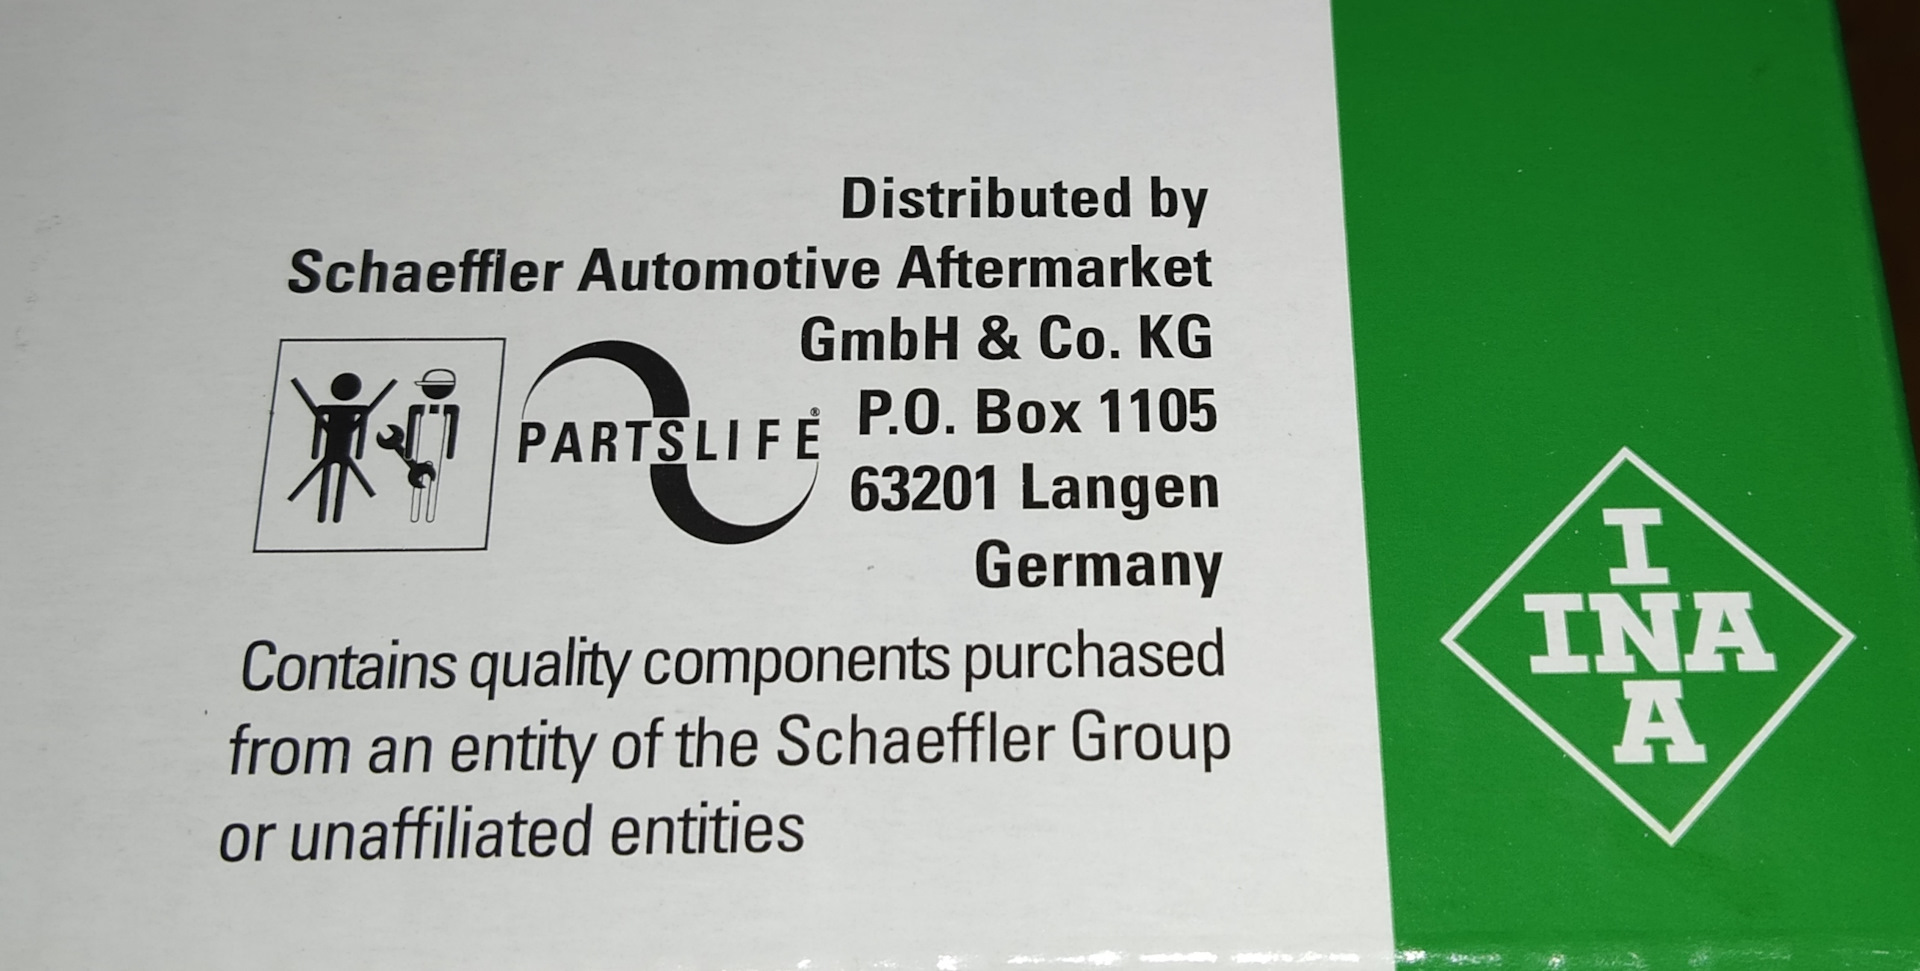 Distributed by
Schaeffler Automotive Aftermarket
GmbH & Co. KG
P.O. Box 1105
63201 Langen
Germany
PARTSLIFE®
Contains quality components purchased
from an entity of the Schaeffler Group
or unaffiliated entities
I
INA
A